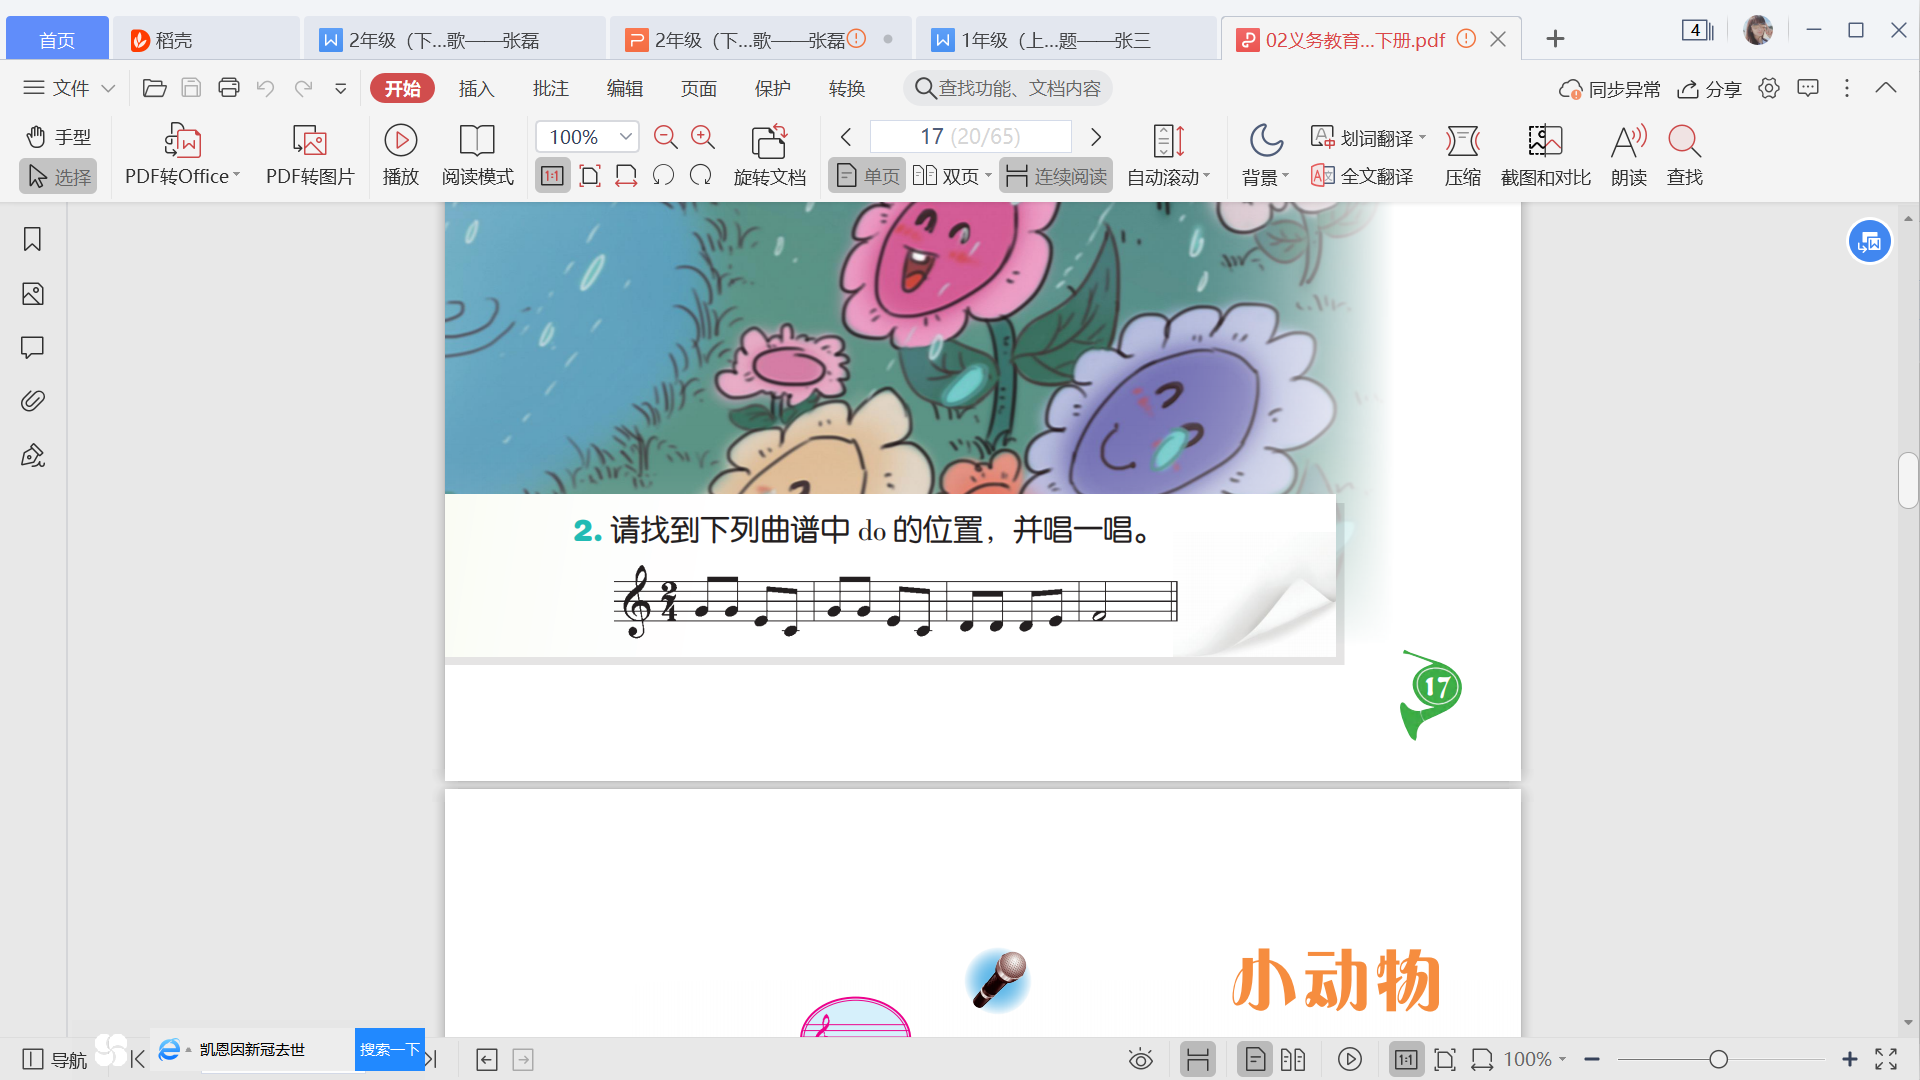 首页
稻壳
2年级（下...歌——张磊
2年级（下...歌——张磊
1年级（上...题——张三
02义务教育...下册.pdf
4
文件
开始
插入
批注
编辑
页面
保护
转换
查找功能、文档内容
同步异常
分享
手型
选择
PDF转Office
PDF转图片
播放
阅读模式
100%
1:1
旋转文档
17 (20/65)
单页
双页
连续阅读
自动滚动
背景
划词翻译
全文翻译
压缩
截图和对比
朗读
查找
2. 请找到下列曲谱中 do 的位置，并唱一唱。
2
4
17
小动物
导航
凯恩因新冠去世
搜索一下
1:1
100%